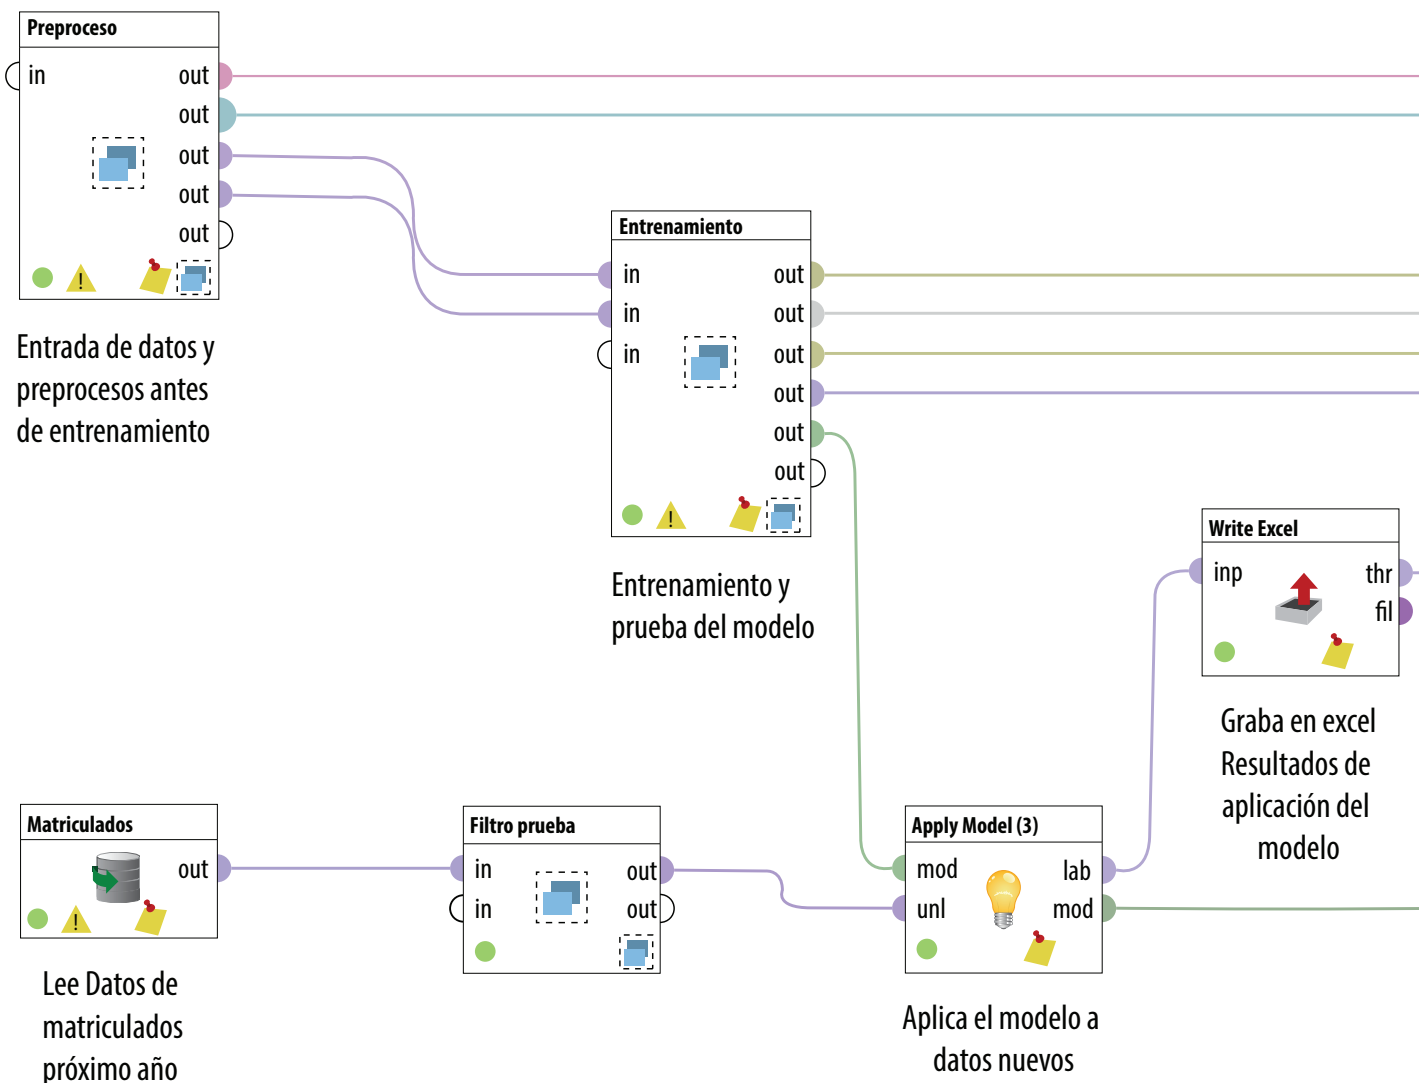 Preproceso
in
out
out
out
out
out
Entrada de datos y
preprocesos antes
de entrenamiento
Entrenamiento
in
in
in
out
out
out
out
out
out
Entrenamiento y
prueba del modelo
Write Excel
inp
thr
fil
Graba en excel
Resultados de
aplicación del
modelo
Matriculados
out
Lee Datos de
matriculados
próximo año
Filtro prueba
in
in
out
out
Apply Model (3)
mod
unl
lab
mod
Aplica el modelo a
datos nuevos